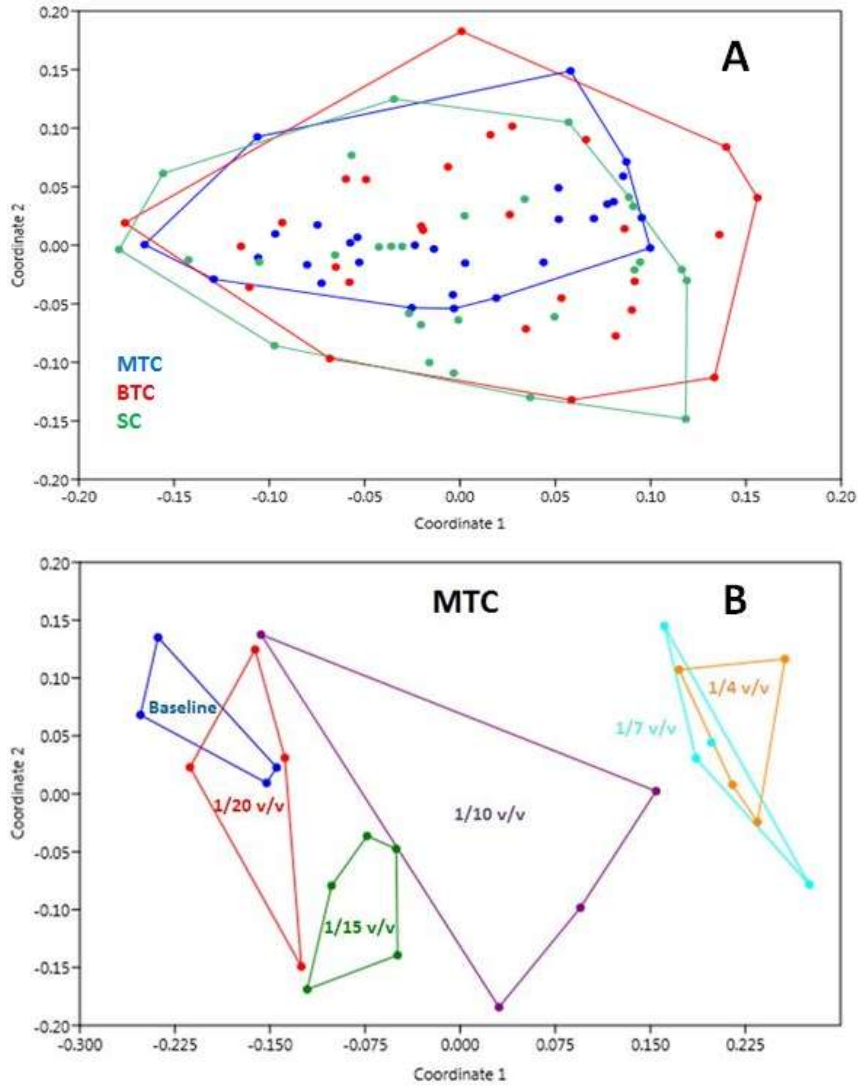 A
0.20
0.15
0.10
0.05
0.00
-0.05
-0.10
-0.15
-0.20
Coordinate 2
MTC
BTC
SC
-0.20 -0.15 -0.10 -0.05 0.00 0.05 0.10 0.15 0.20
Coordinate 1
MTC B
0.20
0.15
0.10
0.05
0.00
-0.05
-0.10
-0.15
-0.20
Coordinate 2
Baseline
1/20 v/v
1/15 v/v
1/10 v/v
1/7 v/v
1/4 v/v
-0.300 -0.225 -0.150 -0.075 0.000 0.075 0.150 0.225
Coordinate 1